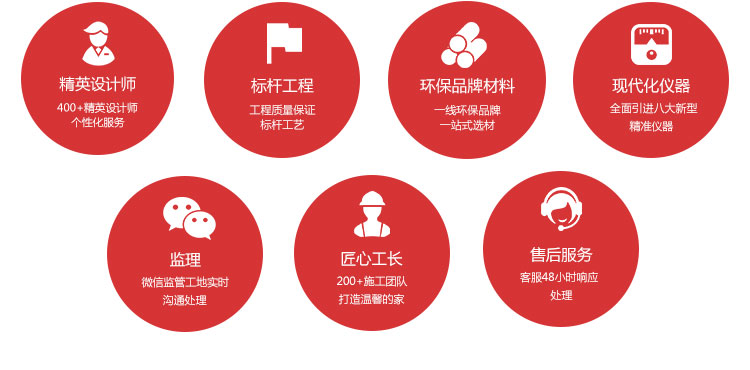 精英设计师
400+精英设计师
个性化服务
标杆工程
工程质量保证
标杆工艺
环保品牌材料
一线环保品牌
一站式选材
现代化仪器
全面引进八大新型
精准仪器
监理
微信监管工地实时
沟通处理
匠心工长
200+施工团队
打造温馨的家
售后服务
客服48小时响应
处理